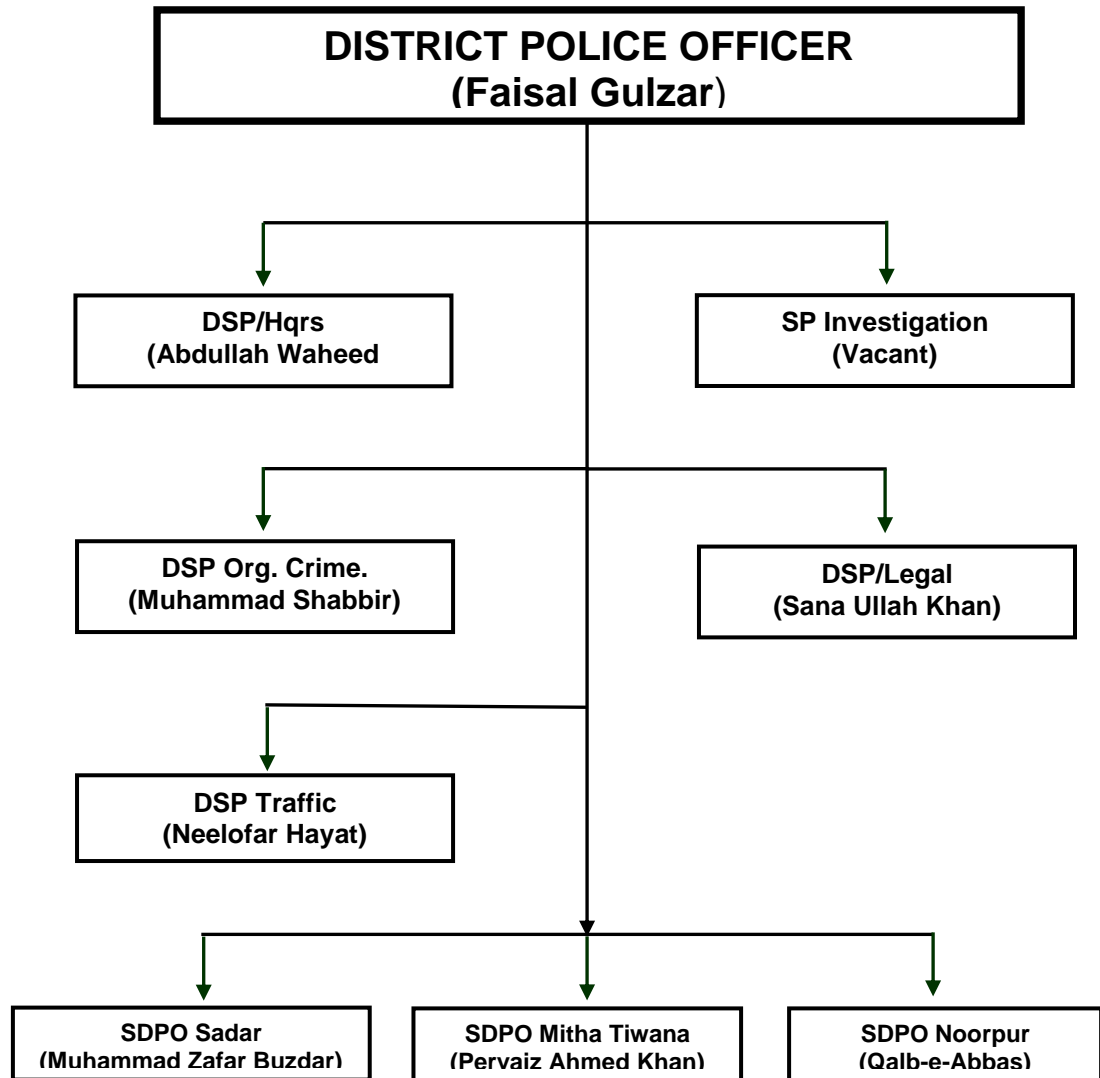 DISTRICT POLICE OFFICER
(Faisal Gulzar)
DSP/Hqrs
(Abdullah Waheed
SP Investigation
(Vacant)
DSP Org. Crime.
(Muhammad Shabbir)
DSP/Legal
(Sana Ullah Khan)
DSP Traffic
(Neelofar Hayat)
SDPO Sadar
(Muhammad Zafar Buzdar)
SDPO Mitha Tiwana
(Pervaiz Ahmed Khan)
SDPO Noorpur
(Qalb-e-Abbas)